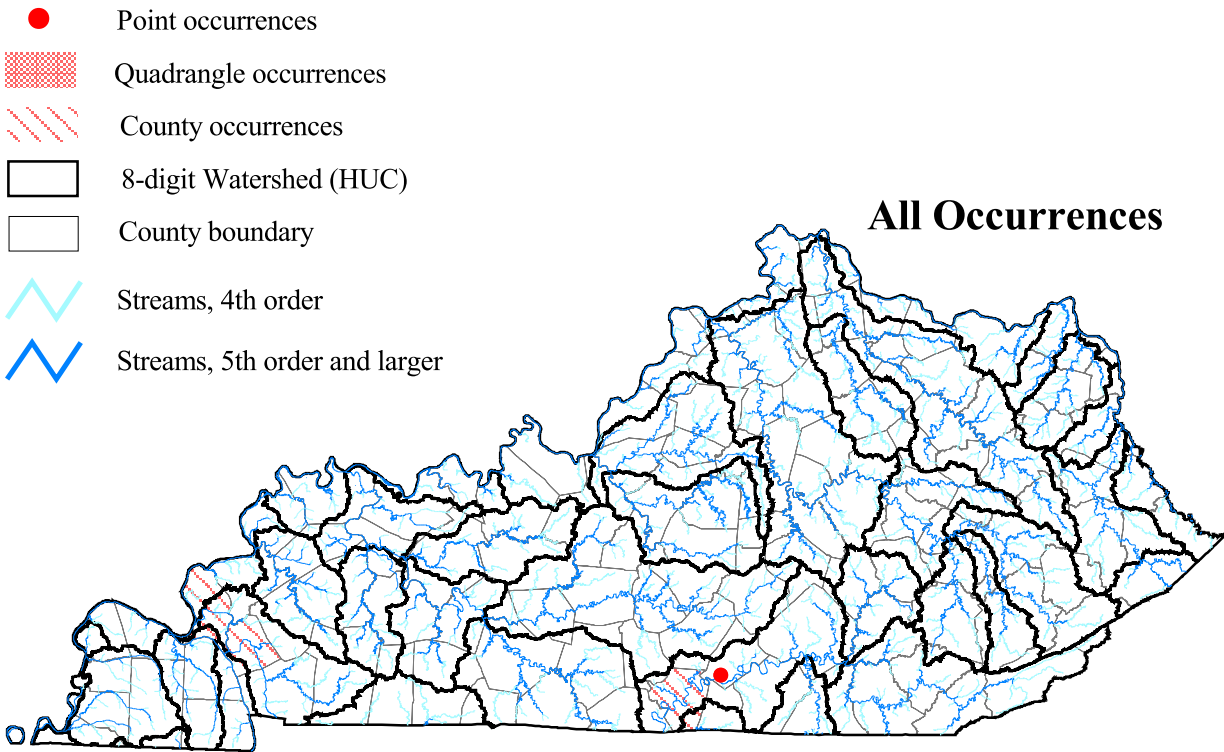 Point occurrences
Quadrangle occurrences
County occurrences
8-digit Watershed (HUC)
County boundary
Streams, 4th order
Streams, 5th order and larger
All Occurrences